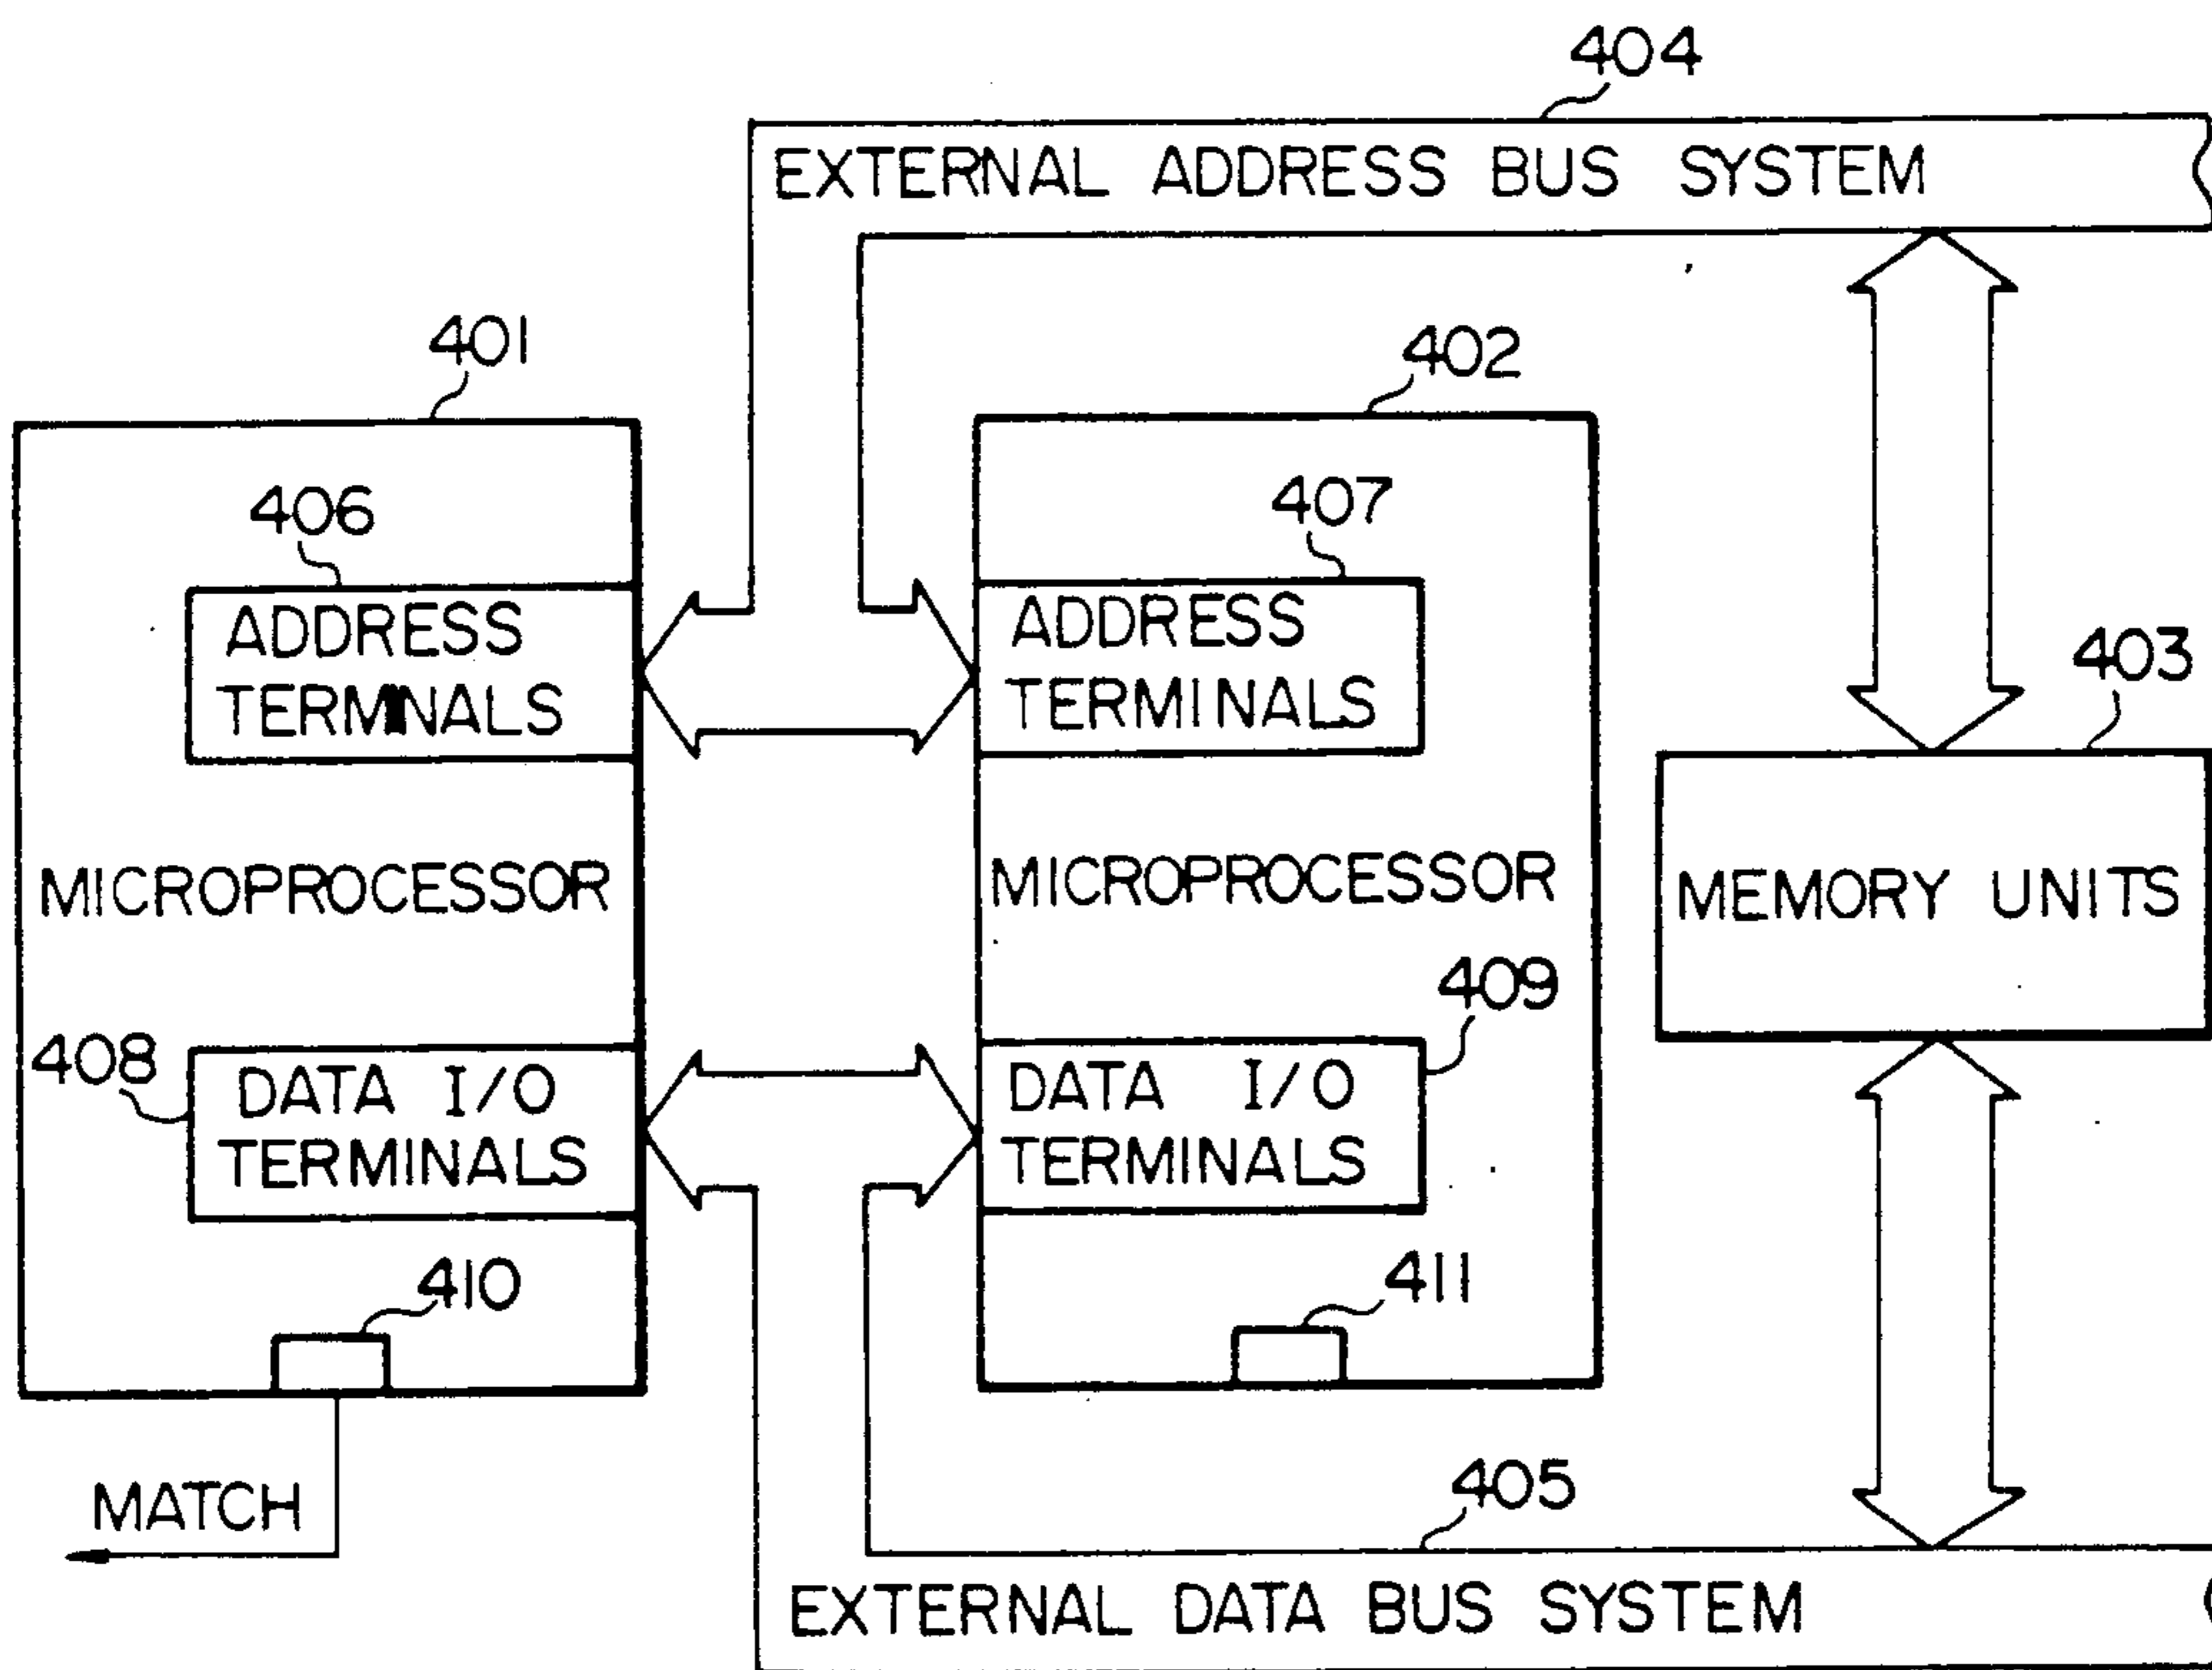 404
EXTERNAL ADDRESS BUS SYSTEM
401
402
406
407
ADDRESS
TERMINALS
ADDRESS
TERMINALS
403
MICROPROCESSOR
MICROPROCESSOR
MEMORY UNITS
408
409
DATA I/O
TERMINALS
DATA I/O
TERMINALS
410
411
MATCH
405
EXTERNAL DATA BUS SYSTEM